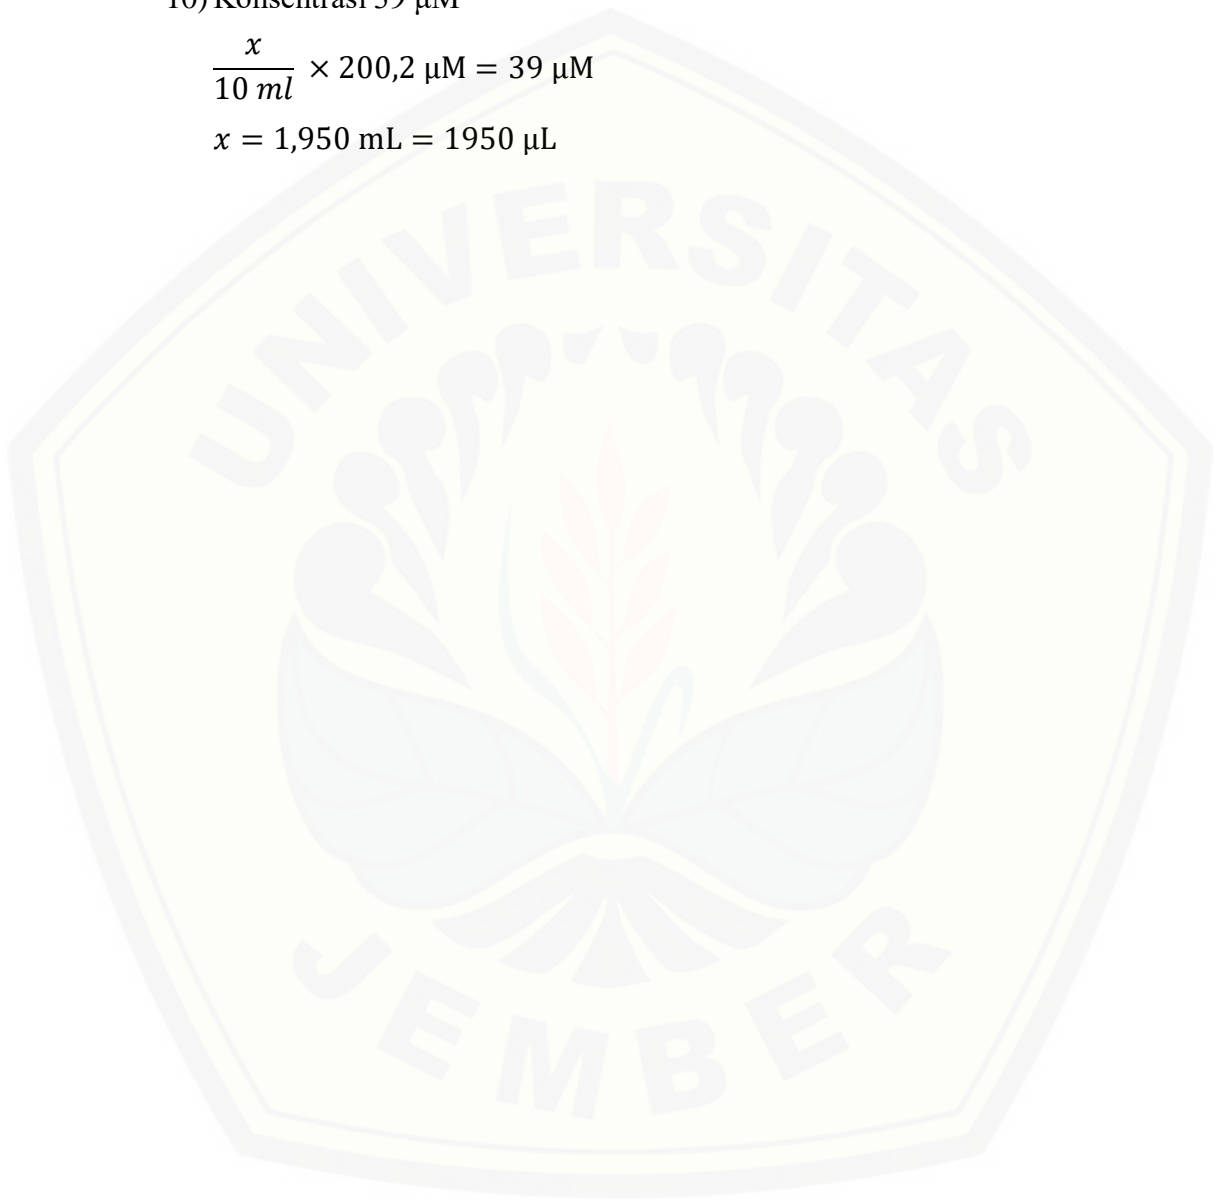 10) Konsentrasi 39 μM
x
10 ml × 200,2 μM = 39 μM
x = 1,950 mL = 1950 μL
UNIVERSITAS
JEMBER